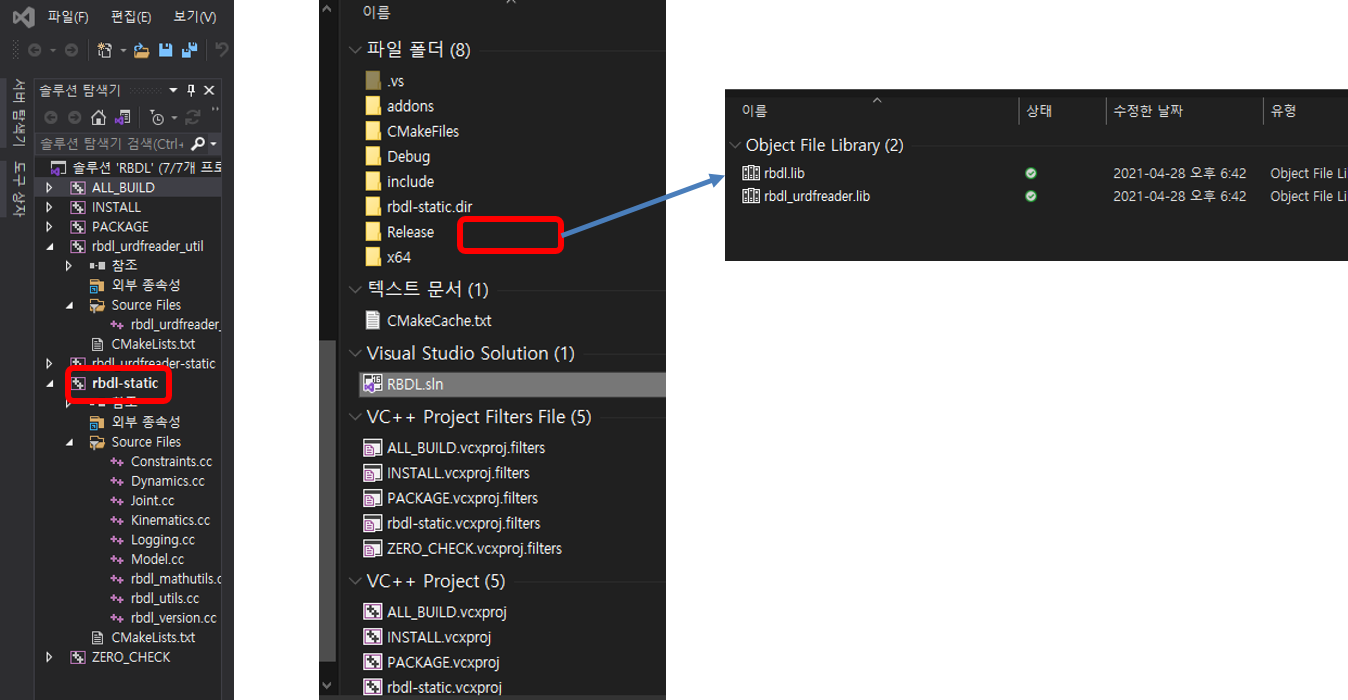 파일(F) 편집(E) 보기(V)
서버 탐색기
도구 상자
솔루션 탐색기
솔루션 탐색기 검색(Ctrl+
솔루션 'RBDL' (7/7개 프로
ALL_BUILD
INSTALL
PACKAGE
rbdl_urdfreader_util
참조
외부 종속성
Source Files
rbdl_urdfreader_
CMakeLists.txt
rbdl_urdfreader-static
rbdl-static
참조
외부 종속성
Source Files
Constraints.cc
Dynamics.cc
Joint.cc
Kinematics.cc
Logging.cc
Model.cc
rbdl_mathutils.c
rbdl_utils.cc
rbdl_version.cc
CMakeLists.txt
ZERO_CHECK
이름
파일 폴더 (8)
.vs
addons
CMakeFiles
Debug
include
rbdl-static.dir
Release
x64
텍스트 문서 (1)
CMakeCache.txt
Visual Studio Solution (1)
RBDL.sln
VC++ Project Filters File (5)
ALL_BUILD.vcxproj.filters
INSTALL.vcxproj.filters
PACKAGE.vcxproj.filters
rbdl-static.vcxproj.filters
ZERO_CHECK.vcxproj.filters
VC++ Project (5)
ALL_BUILD.vcxproj
INSTALL.vcxproj
PACKAGE.vcxproj
rbdl-static.vcxproj
이름 상태 수정한 날짜 유형
Object File Library (2)
rbdl.lib 2021-04-28 오후 6:42 Object File Li
rbdl_urdfreader.lib 2021-04-28 오후 6:42 Object File Li